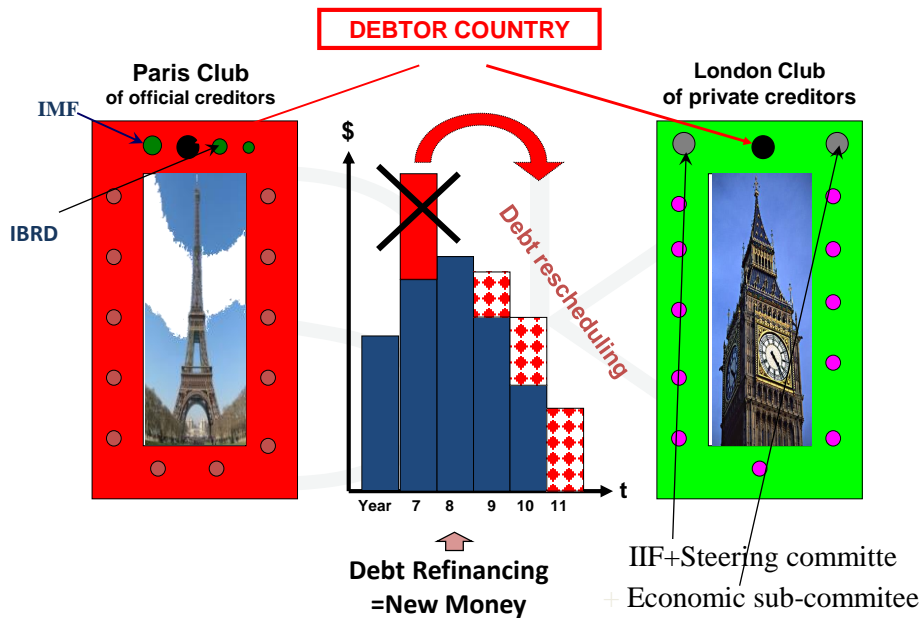 DEBTOR COUNTRY
Paris Club
of official creditors
London Club
of private creditors
IMF
IBRD
$
Debt rescheduling
t
Year 7 8 9 10 11
Debt Refinancing
=New Money
IIF+Steering committe
+ Economic sub-commitee